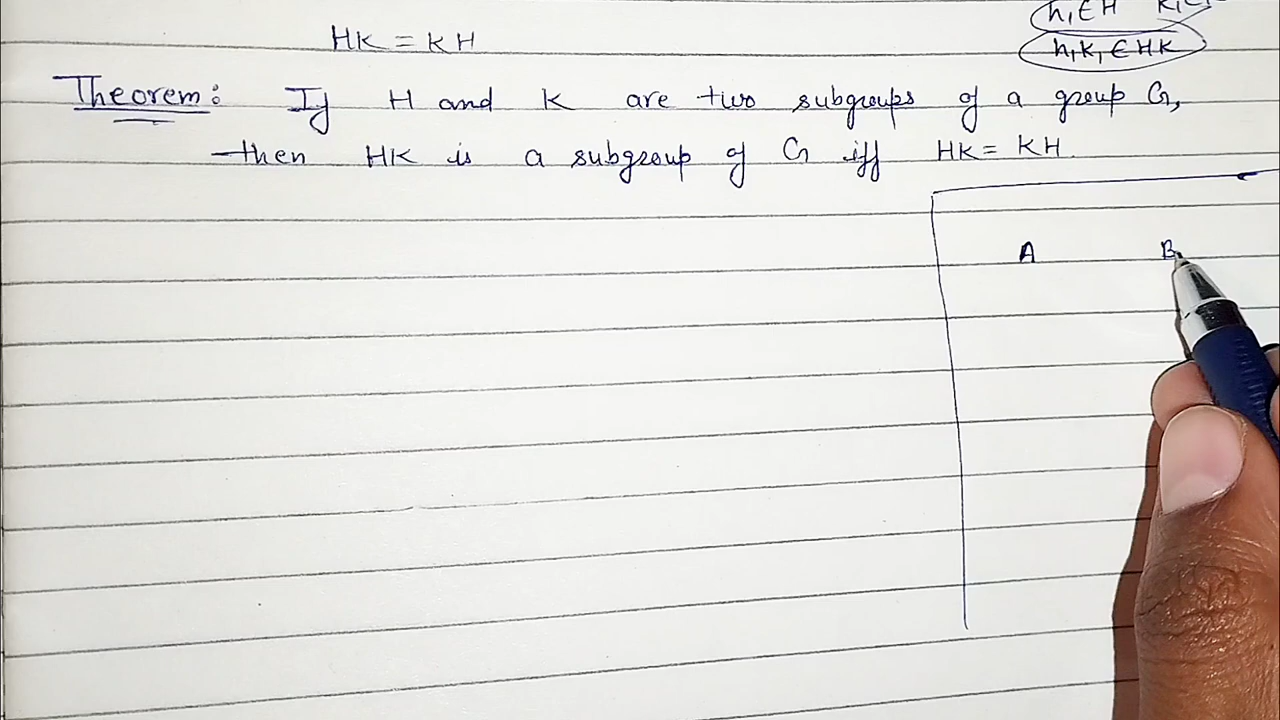 h₁ ∈ H
HK = KH
h₁k₁ ∈ HK
Theorem: If H and K are two subgroups of a group G,
then HK is a subgroup of G iff HK = KH.
A B